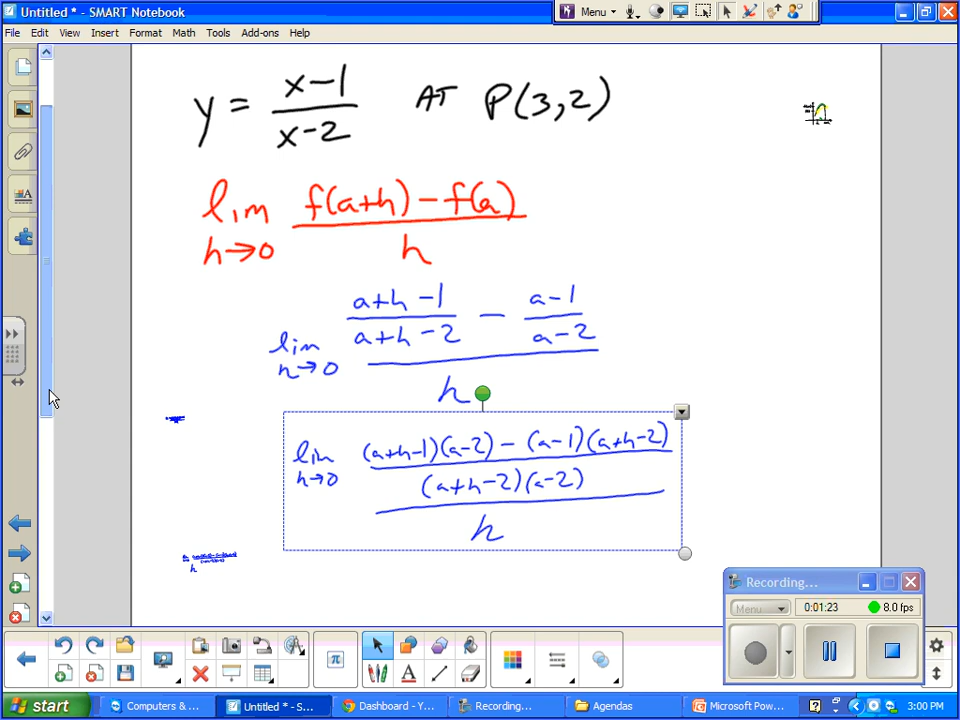 Untitled * - SMART Notebook
Menu
File Edit View Insert Format Math Tools Add-ons Help
y = x-1 / x-2 AT P(3,2)
lim h→0 f(a+h) - f(a) / h
lim h→0 a+h-1 / a+h-2 - a-1 / a-2 / h
lim h→0 (a+h-1)(a-2) - (a-1)(a+h-2) / (a+h-2)(a-2) / h
Recording...
Menu 0:01:23 8.0 fps
start Computers & ... Untitled * - S... Dashboard - Y... Recording... Agendas Microsoft Pow... 3:00 PM